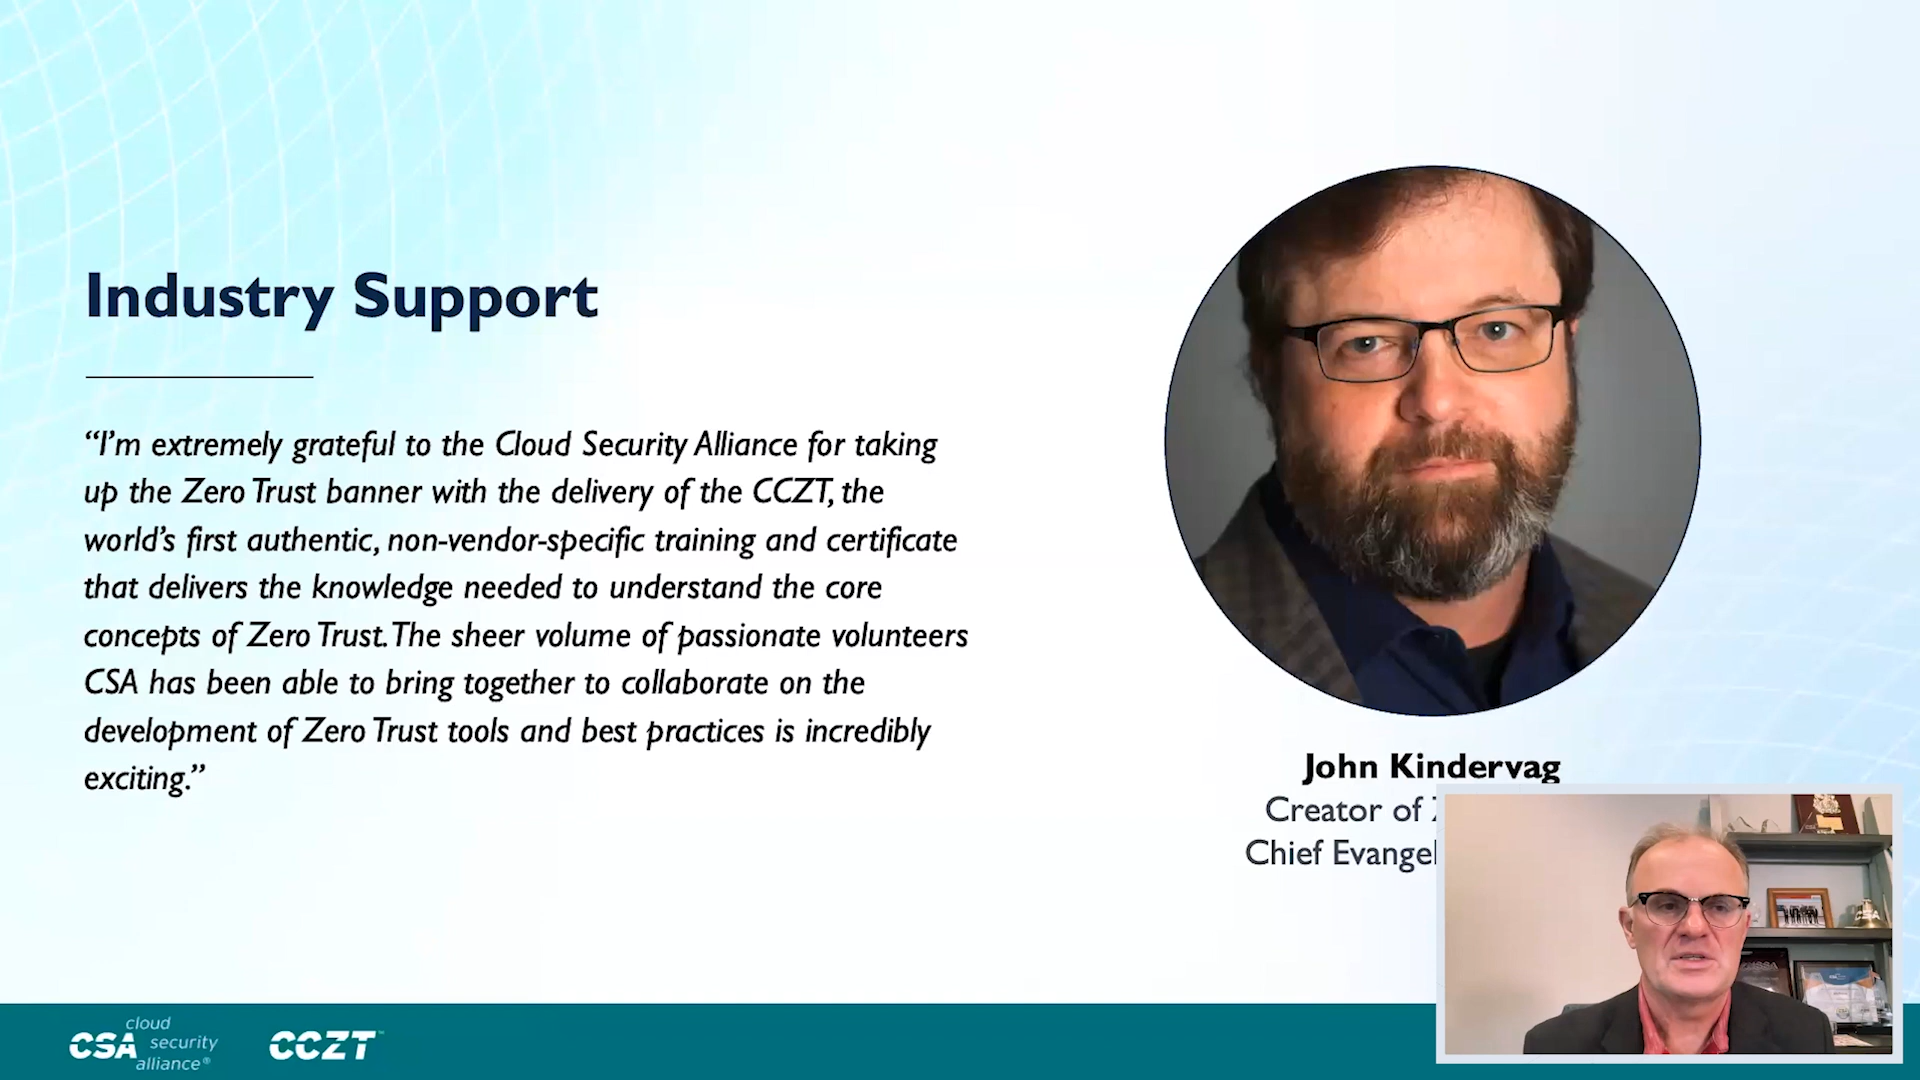 Industry Support
“I’m extremely grateful to the Cloud Security Alliance for taking
up the Zero Trust banner with the delivery of the CCZT, the
world’s first authentic, non-vendor-specific training and certificate
that delivers the knowledge needed to understand the core
concepts of Zero Trust. The sheer volume of passionate volunteers
CSA has been able to bring together to collaborate on the
development of Zero Trust tools and best practices is incredibly
exciting.”
John Kindervag
Creator of
Chief
CSA cloud
security
alliance®
CCZT™